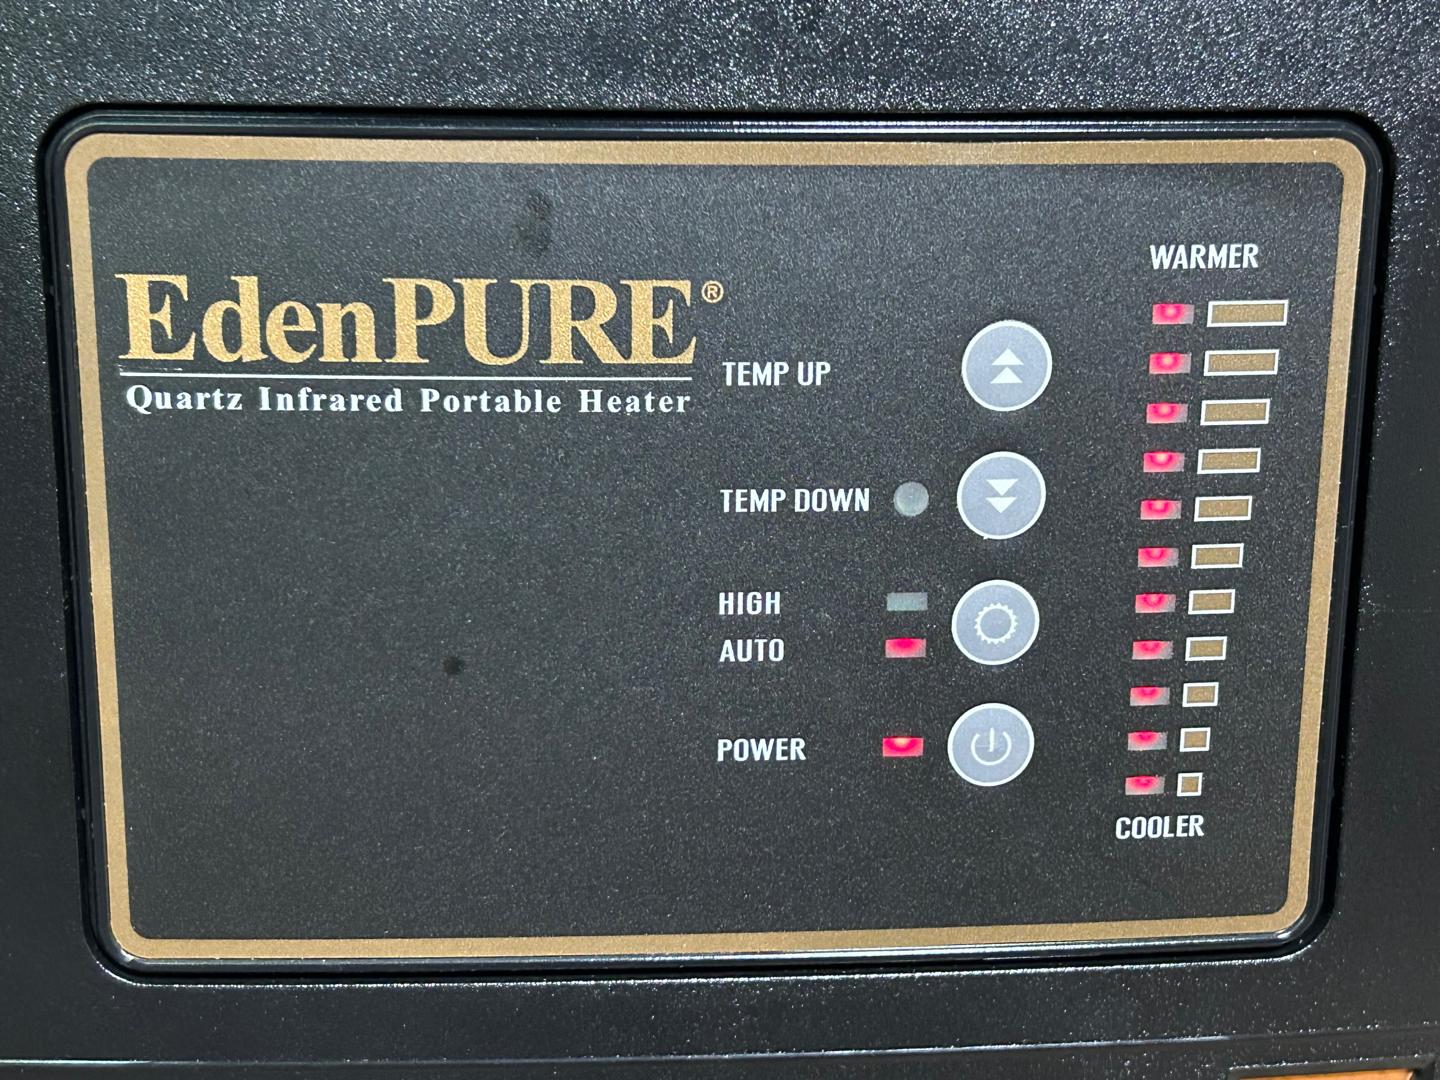 EdenPURE®
Quartz Infrared Portable Heater
WARMER
TEMP UP
TEMP DOWN
HIGH
AUTO
POWER
COOLER